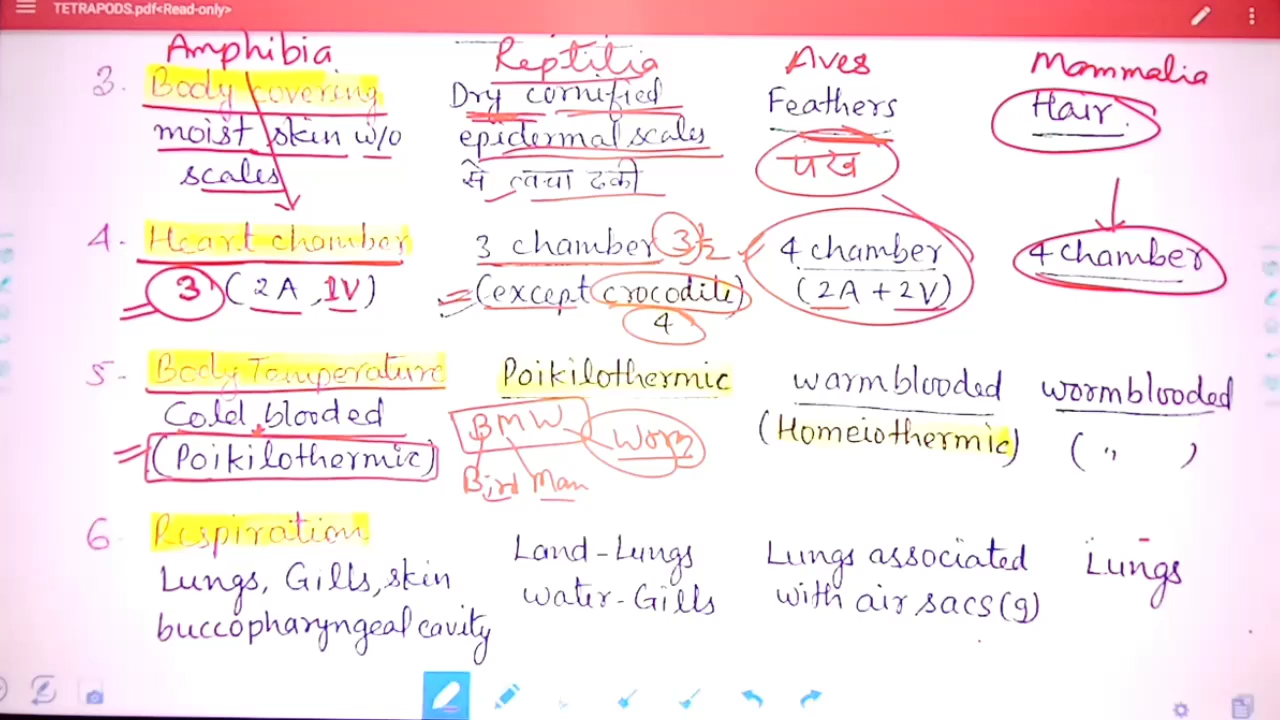 TETRAPODS.pdf<Read-only>
Amphibia Reptilia Aves Mammalia
3. Body covering Dry cornified Feathers Hair
moist skin w/o epidermal scales पंख
scales से त्वचा ढकी
4. Heart chamber 3 chamber 3½ 4 chamber 4 chamber
3 (2A, 1V) (except crocodile) (2A + 2V)
4
5. Body Temperature Poikilothermic warmblooded wormblooded
Cold blooded BMW Worm (Homeiothermic) ( " )
(Poikilothermic) Bird Man
6. Respiration Land - Lungs Lungs associated Lungs
Lungs, Gills, skin water - Gills with air sacs (9)
buccopharyngeal cavity